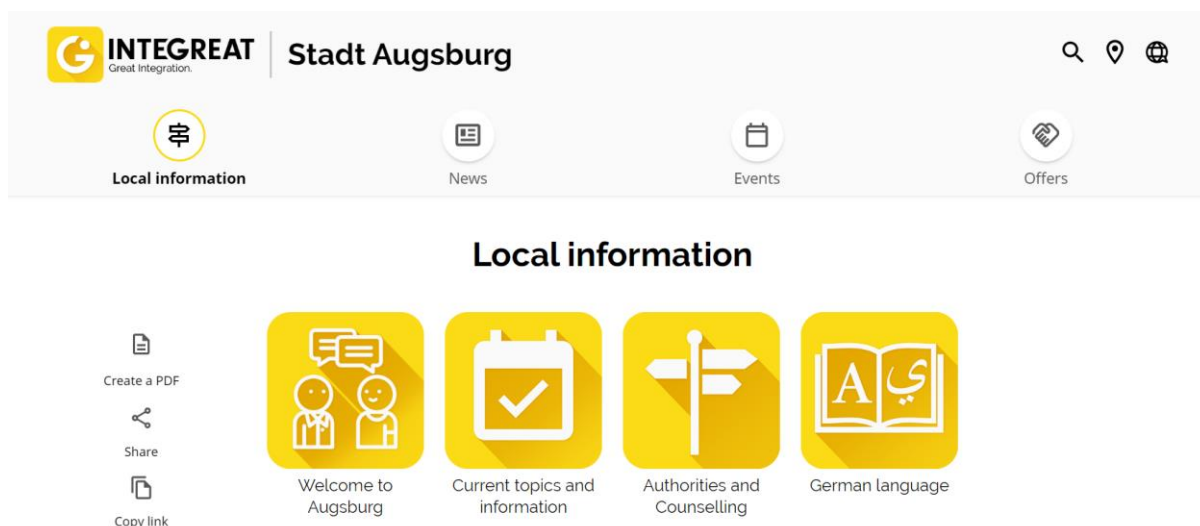 INTEGREAT
Great Integration.
Stadt Augsburg
Local information
News
Events
Offers
Local information
Create a PDF
Share
Copy link
A ي
Welcome to
Augsburg
Current topics and
information
Authorities and
Counselling
German language